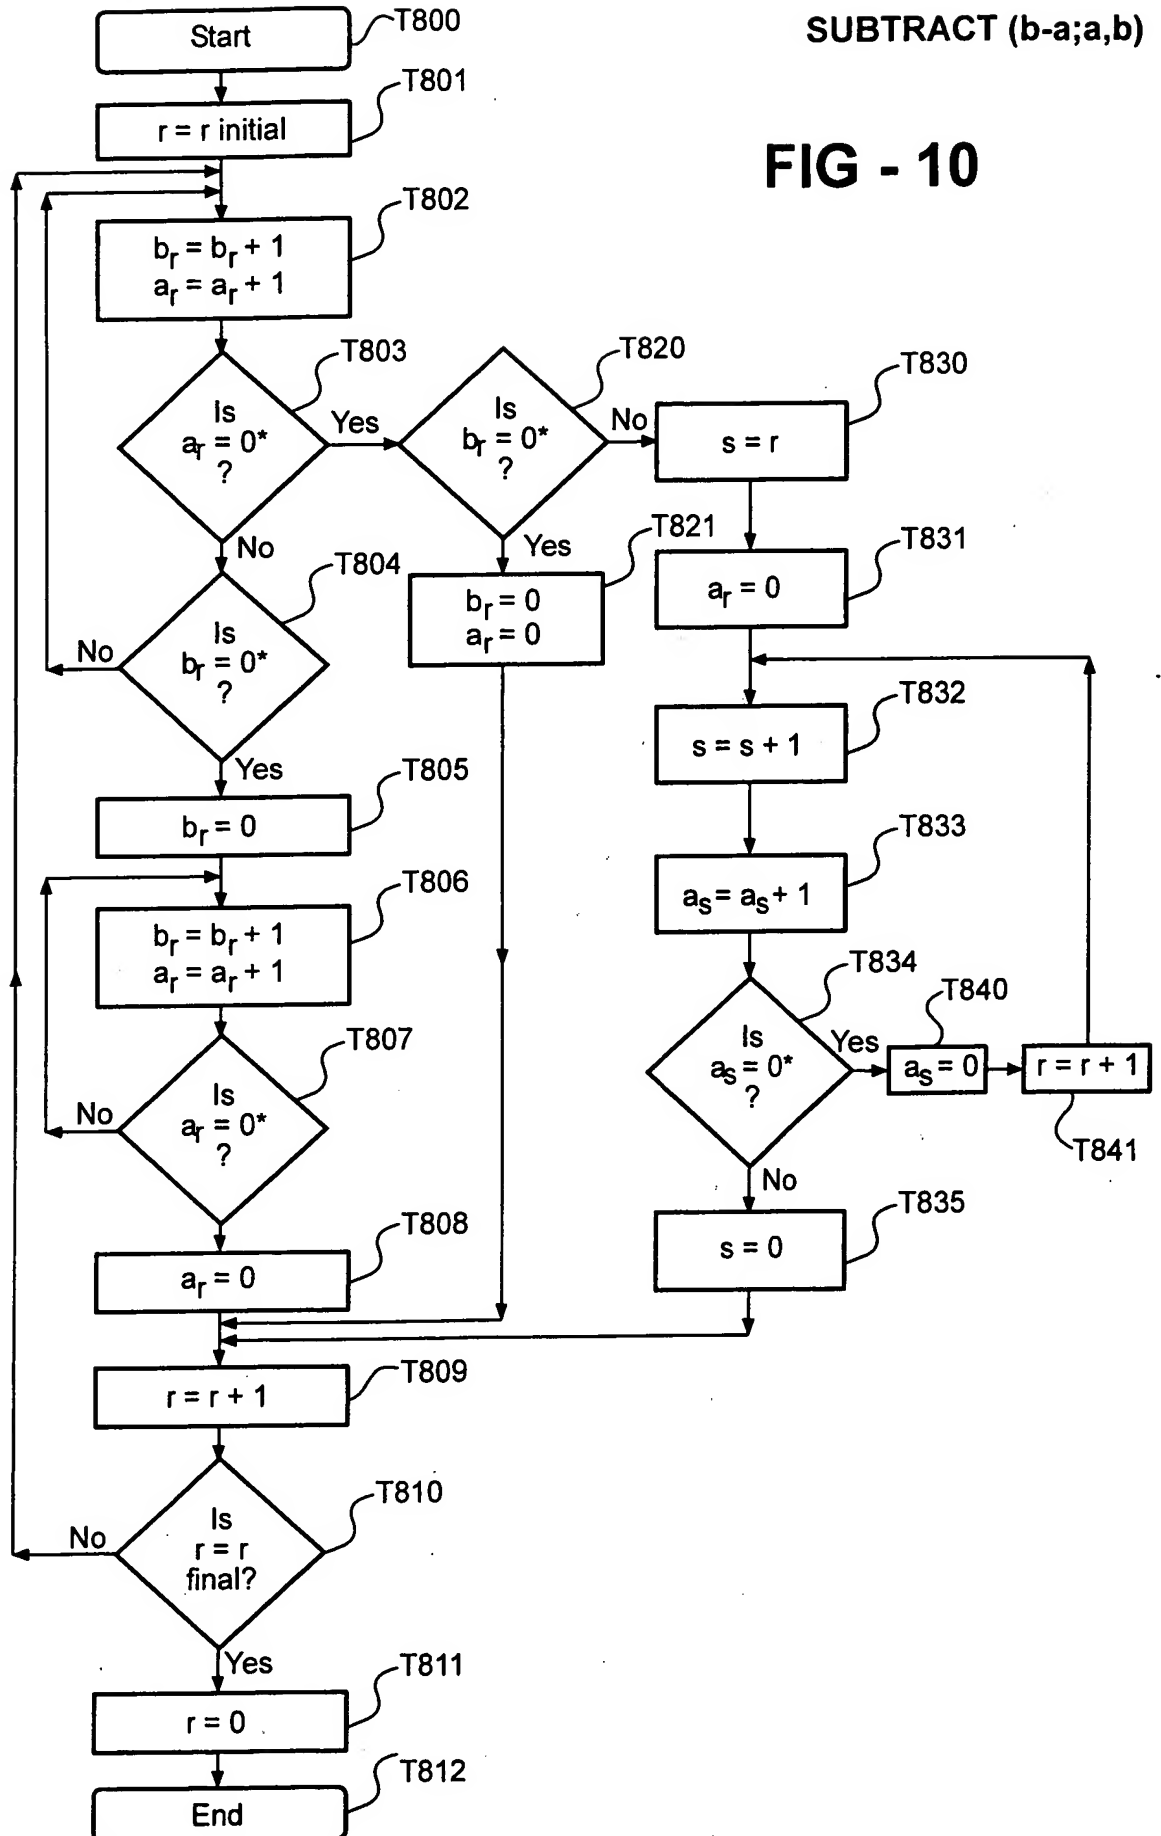 SUBTRACT (b-a;a,b)
FIG - 10
Start
T800
r = r initial
T801
b_r = b_r + 1
a_r = a_r + 1
T802
Is
a_r = 0*
?
T803
Yes
No
Is
b_r = 0*
?
T820
No
Yes
s = r
T830
b_r = 0
a_r = 0
T821
a_r = 0
T831
Is
b_r = 0*
?
T804
No
Yes
s = s + 1
T832
b_r = 0
T805
a_s = a_s + 1
T833
b_r = b_r + 1
a_r = a_r + 1
T806
Is
a_s = 0*
?
T834
Yes
No
a_s = 0
T840
r = r + 1
T841
Is
a_r = 0*
?
T807
No
s = 0
T835
a_r = 0
T808
r = r + 1
T809
Is
r = r
final?
T810
No
Yes
r = 0
T811
End
T812